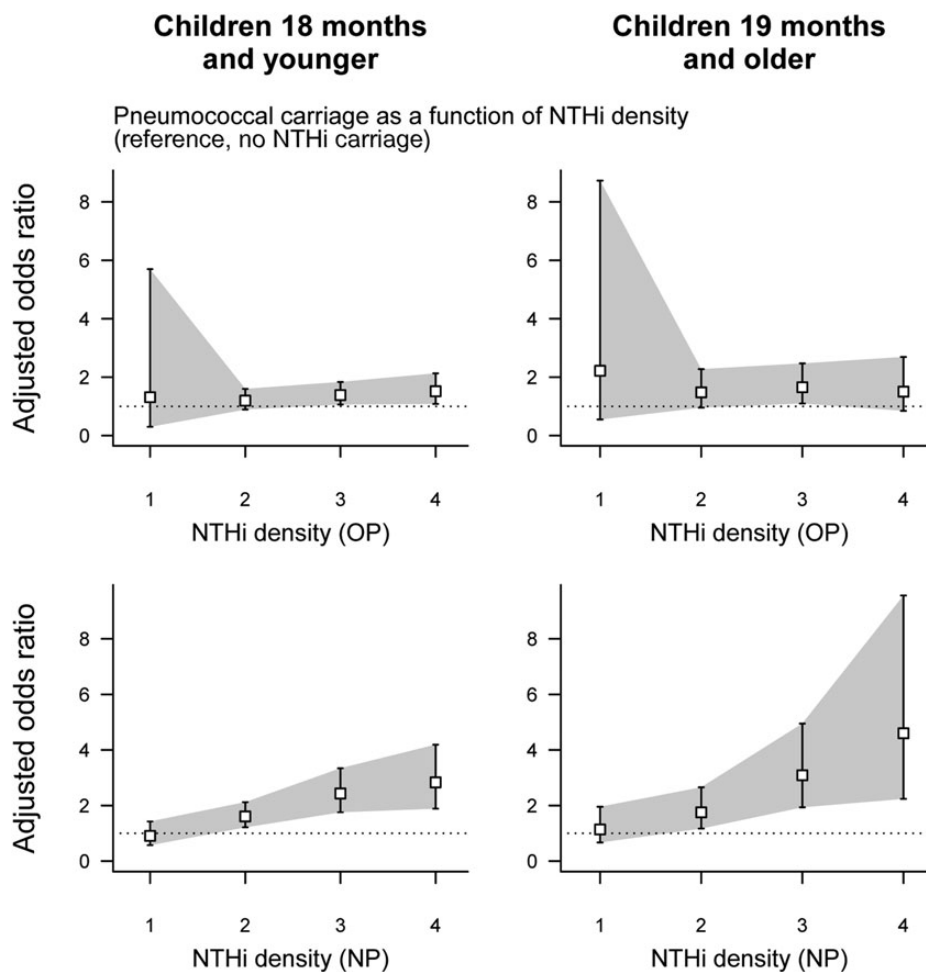 Children 18 months
and younger
Children 19 months
and older
Pneumococcal carriage as a function of NTHi density
(reference, no NTHi carriage)
Adjusted odds ratio
8
6
4
2
0
1 2 3 4
NTHi density (OP)
8
6
4
2
0
1 2 3 4
NTHi density (OP)
Adjusted odds ratio
8
6
4
2
0
1 2 3 4
NTHi density (NP)
8
6
4
2
0
1 2 3 4
NTHi density (NP)